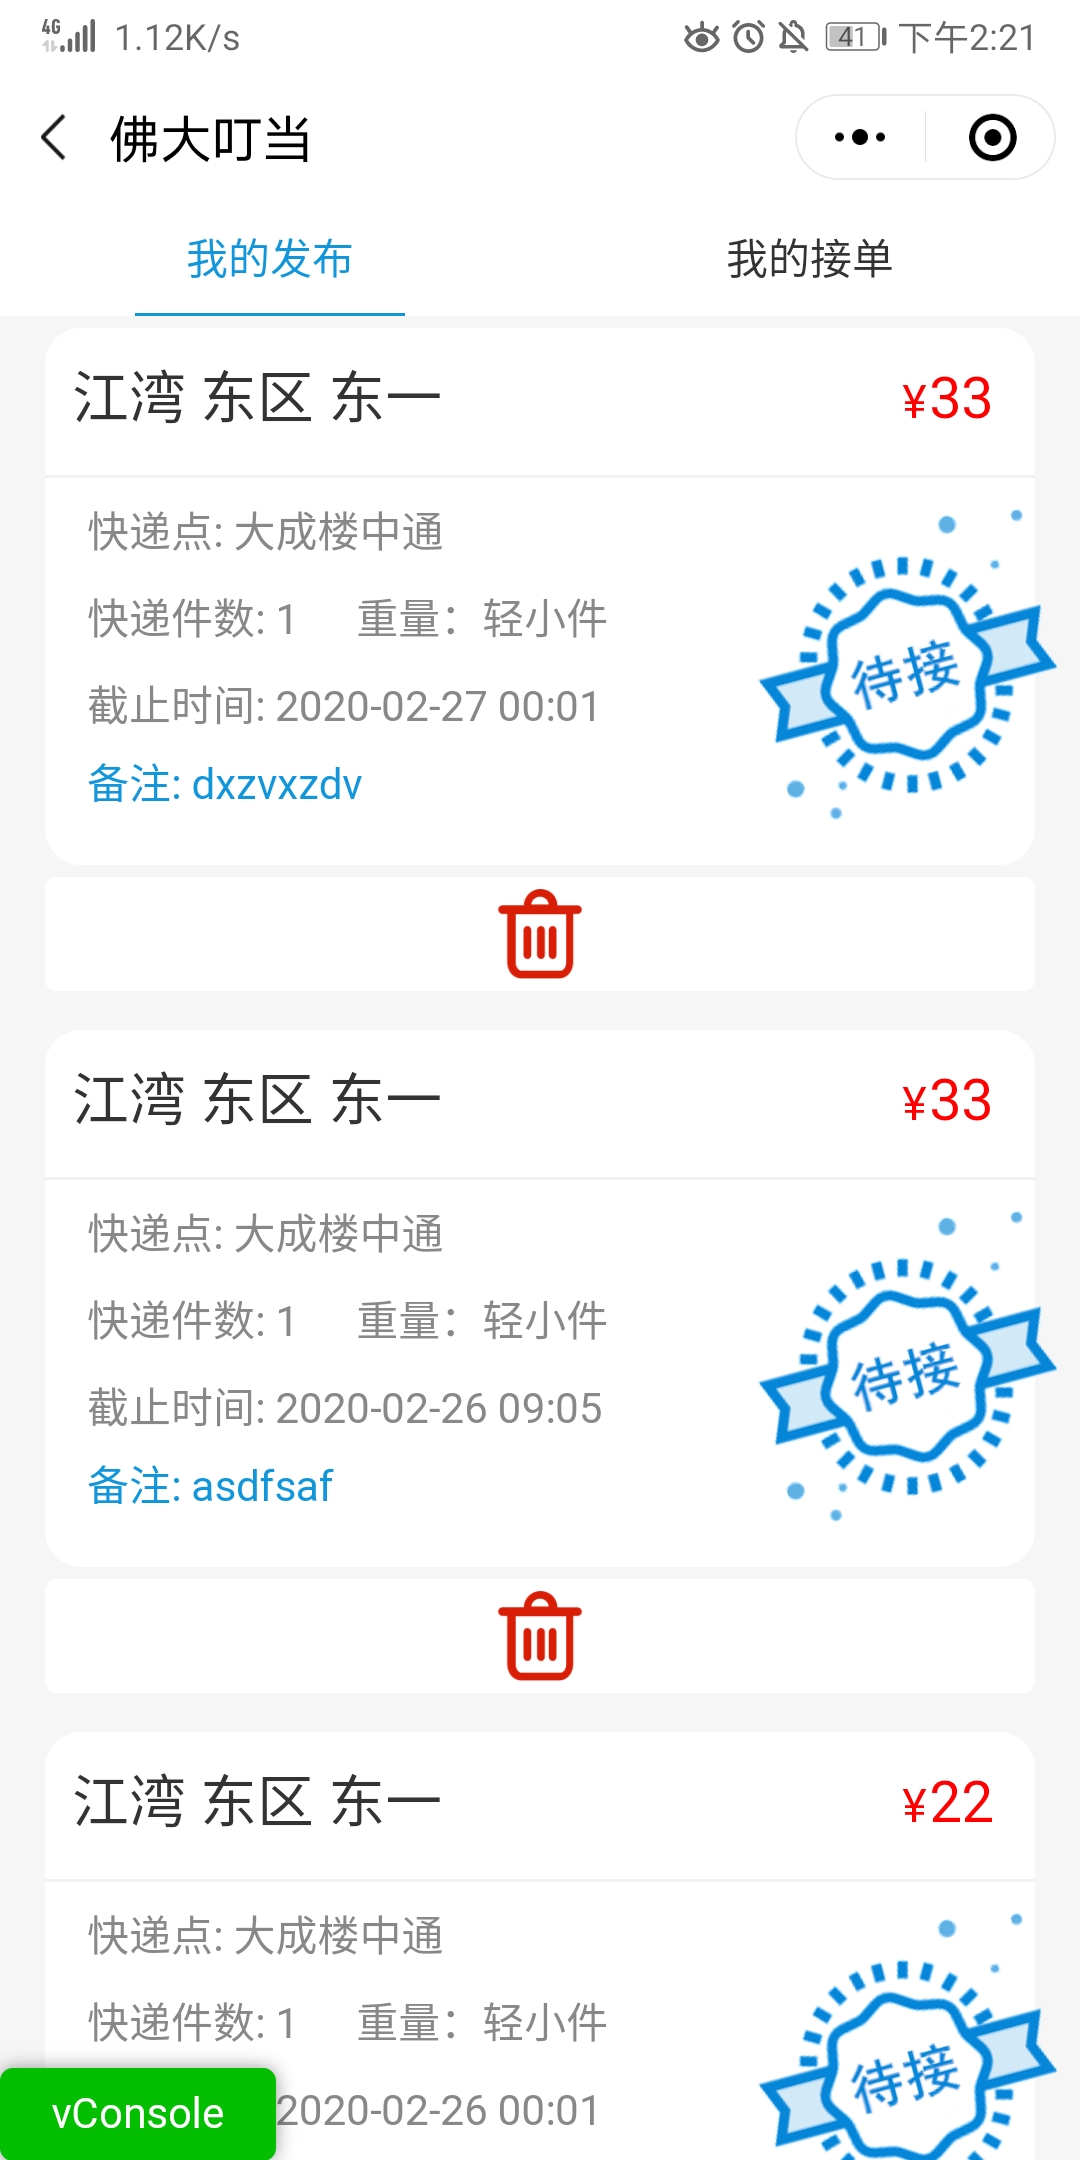 4G 1.12K/s 41 下午2:21
佛大叮当
我的发布 我的接单
江湾 东区 东一 ¥33
快递点: 大成楼中通
快递件数: 1 重量：轻小件
待接
截止时间: 2020-02-27 00:01
备注: dxzvxzdv
江湾 东区 东一 ¥33
快递点: 大成楼中通
快递件数: 1 重量：轻小件
待接
截止时间: 2020-02-26 09:05
备注: asdfsaf
江湾 东区 东一 ¥22
快递点: 大成楼中通
快递件数: 1 重量：轻小件
待接
vConsole 2020-02-26 00:01